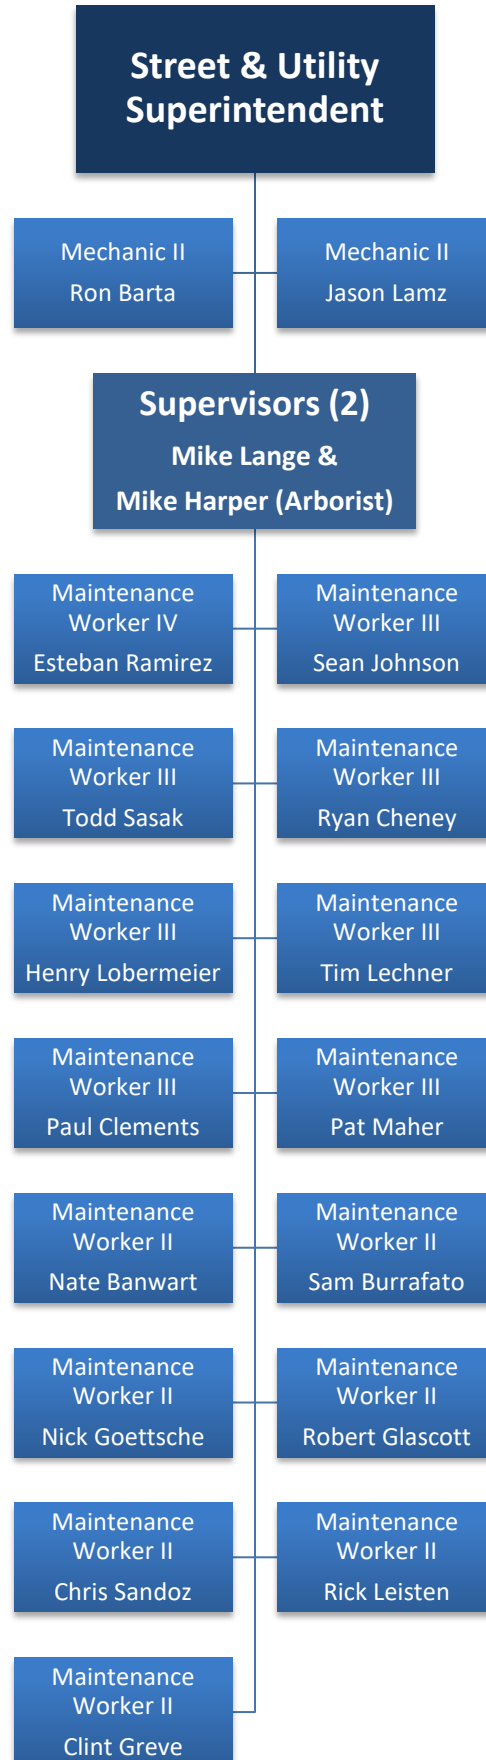 Street & Utility
Superintendent
Mechanic II
Ron Barta
Mechanic II
Jason Lamz
Supervisors (2)
Mike Lange &
Mike Harper (Arborist)
Maintenance
Worker IV
Esteban Ramirez
Maintenance
Worker III
Sean Johnson
Maintenance
Worker III
Todd Sasak
Maintenance
Worker III
Ryan Cheney
Maintenance
Worker III
Henry Lobermeier
Maintenance
Worker III
Tim Lechner
Maintenance
Worker III
Paul Clements
Maintenance
Worker III
Pat Maher
Maintenance
Worker II
Nate Banwart
Maintenance
Worker II
Sam Burrafato
Maintenance
Worker II
Nick Goettsche
Maintenance
Worker II
Robert Glascott
Maintenance
Worker II
Chris Sandoz
Maintenance
Worker II
Rick Leisten
Maintenance
Worker II
Clint Greve